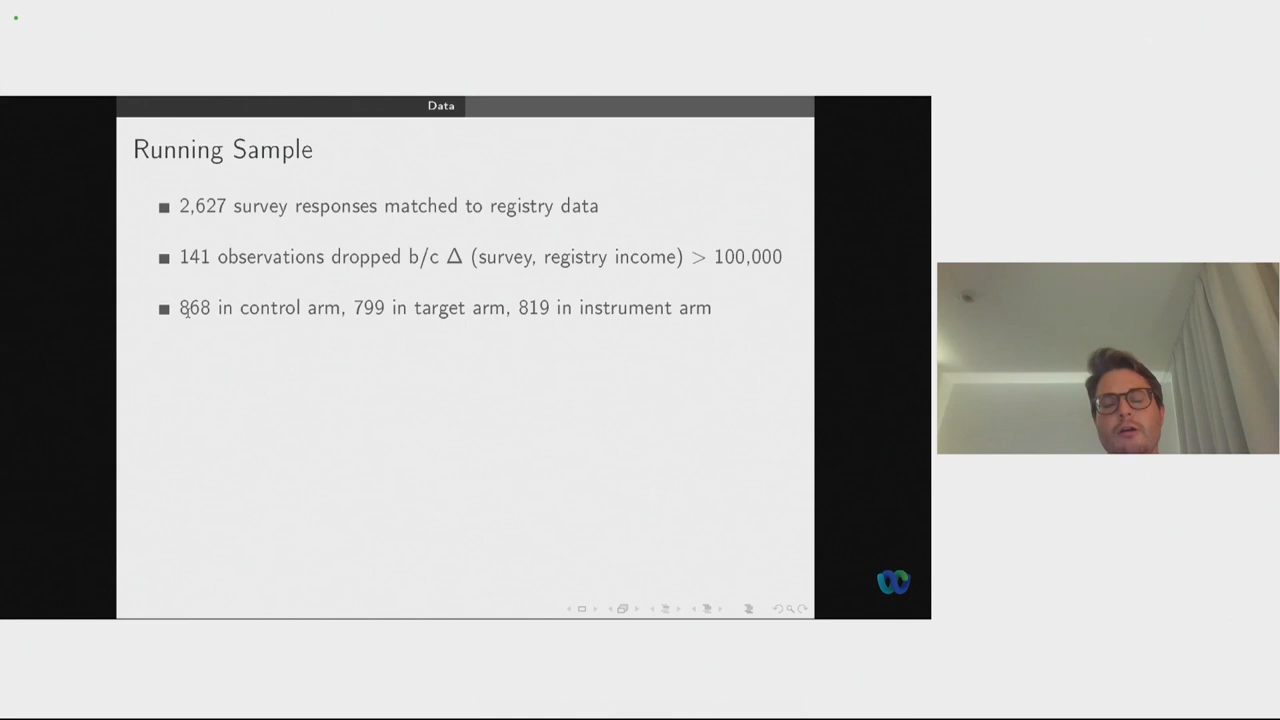 Data
Running Sample
2,627 survey responses matched to registry data
141 observations dropped b/c Δ (survey, registry income) > 100,000
868 in control arm, 799 in target arm, 819 in instrument arm